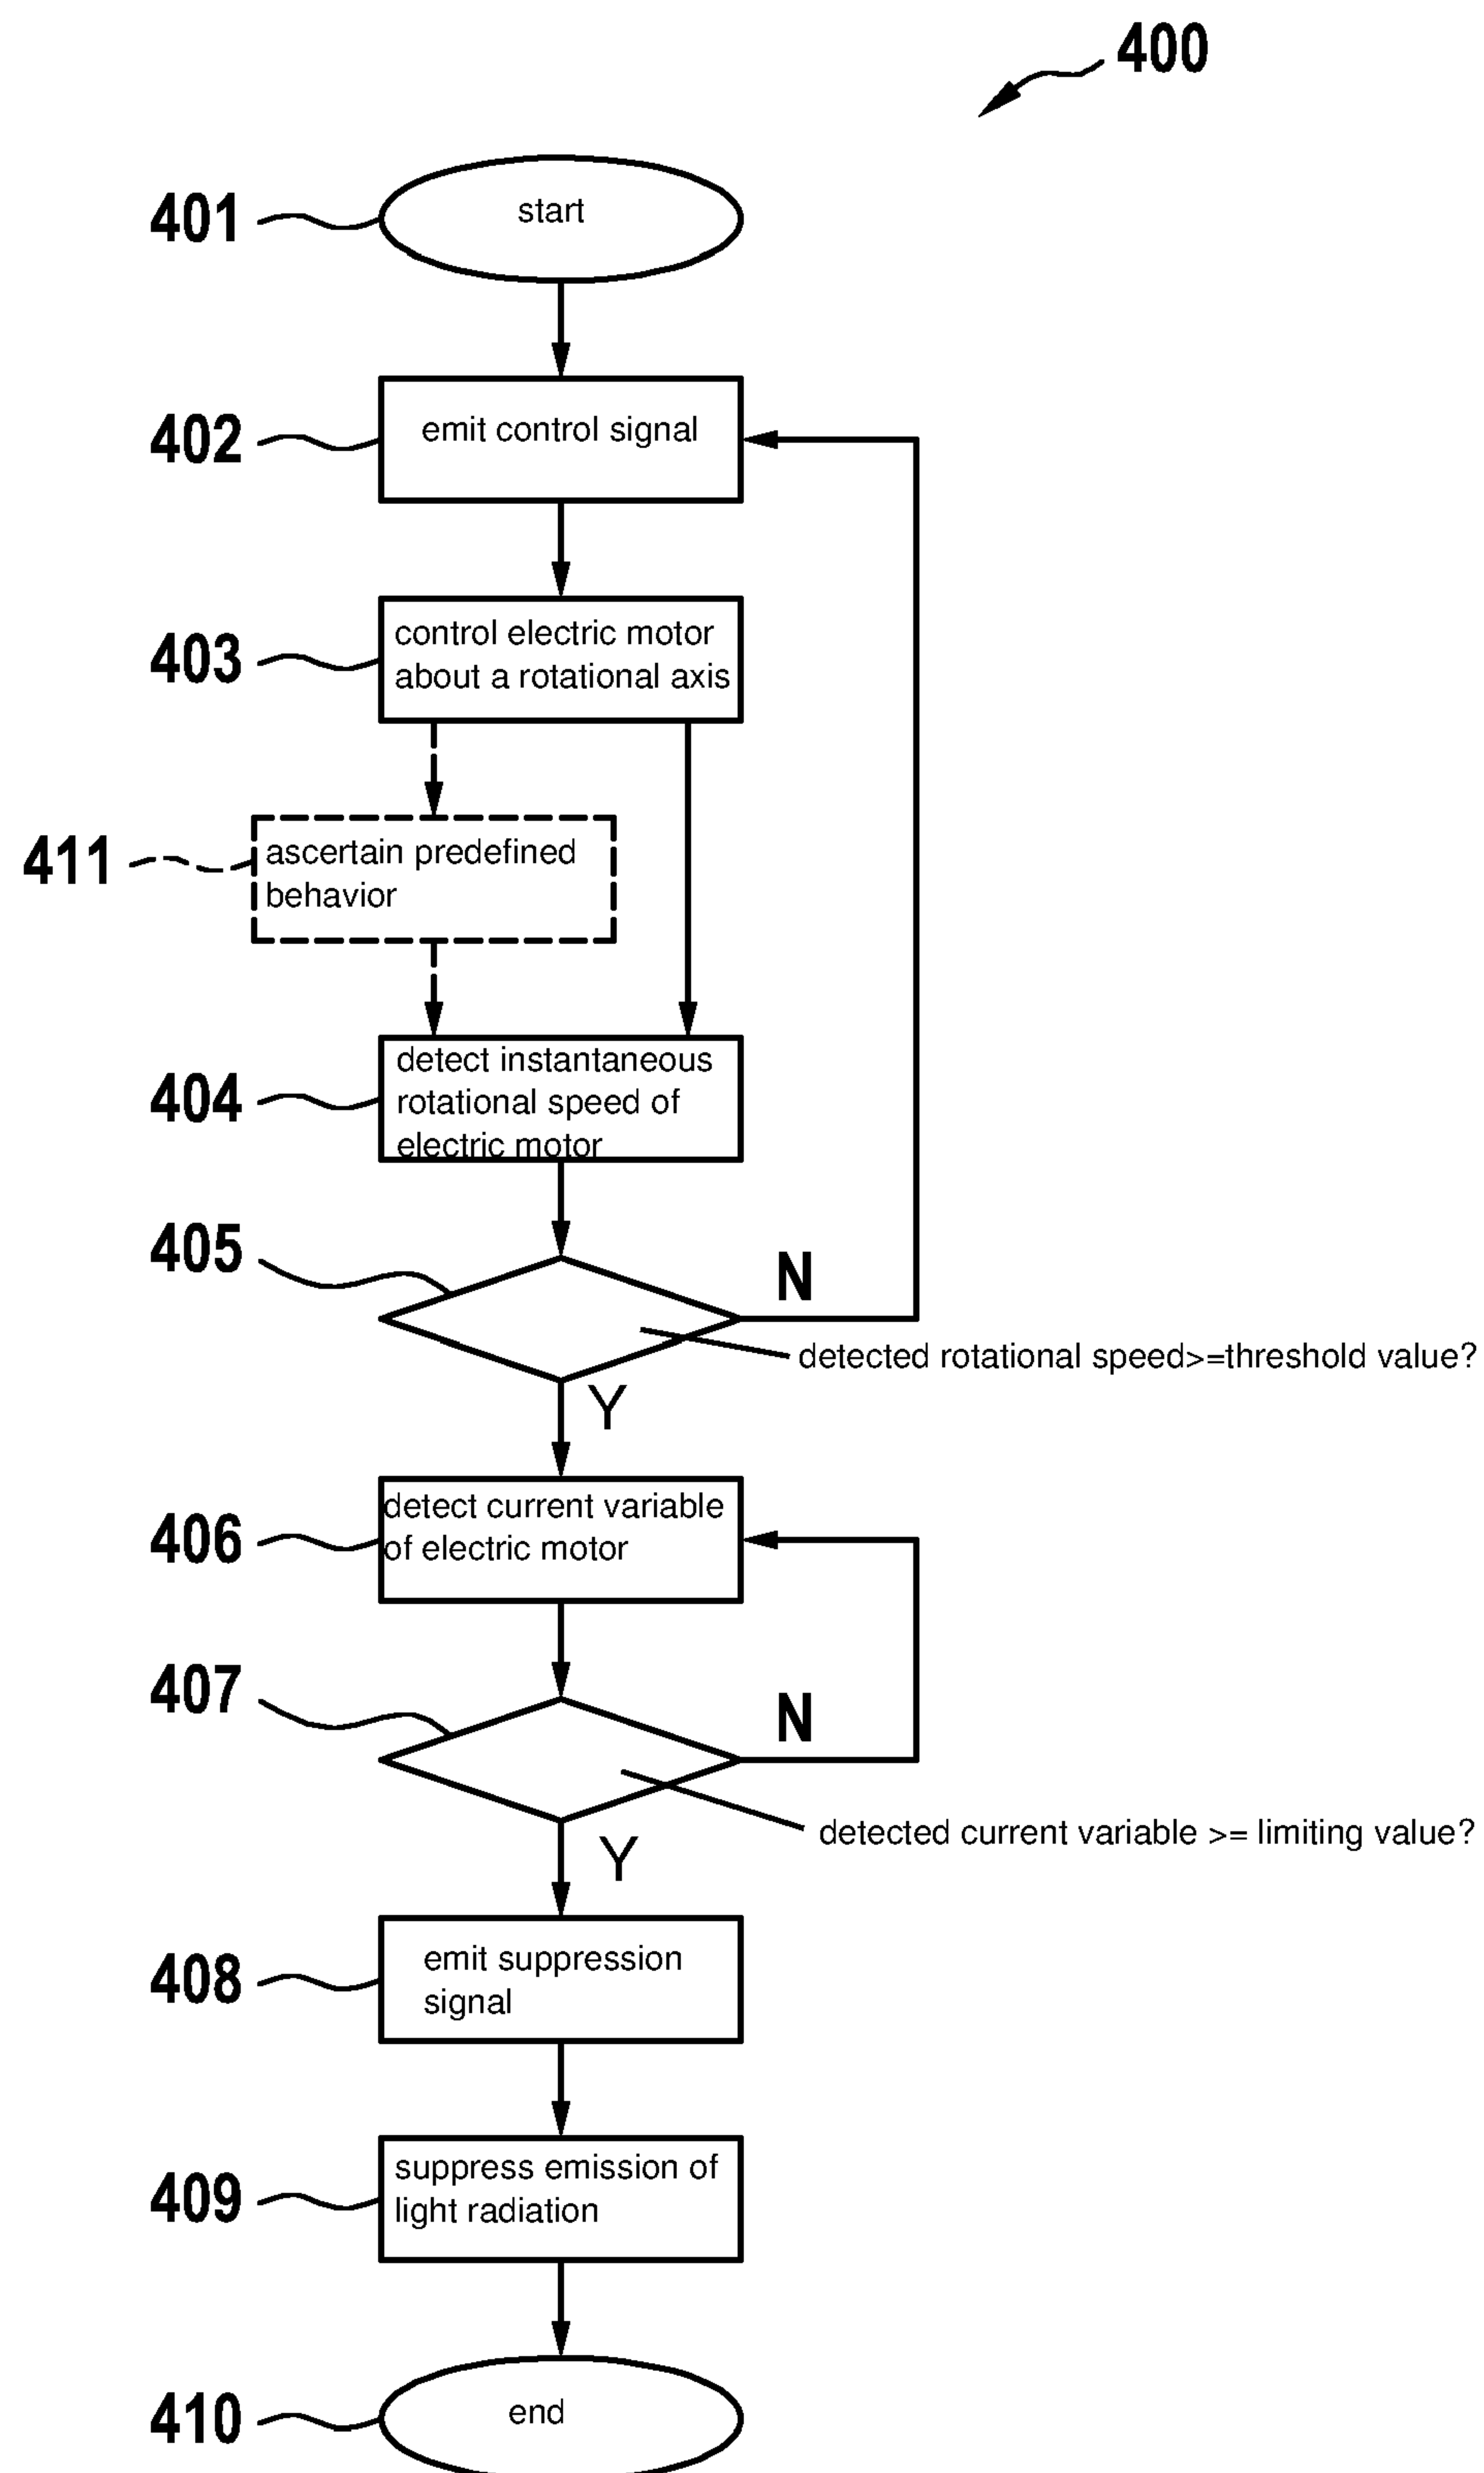 400
401
start
402
emit control signal
403
control electric motor
about a rotational axis
411
ascertain predefined
behavior
404
detect instantaneous
rotational speed of
electric motor
405
N
detected rotational speed>=threshold value?
Y
406
detect current variable
of electric motor
407
N
detected current variable >= limiting value?
Y
408
emit suppression
signal
409
suppress emission of
light radiation
410
end